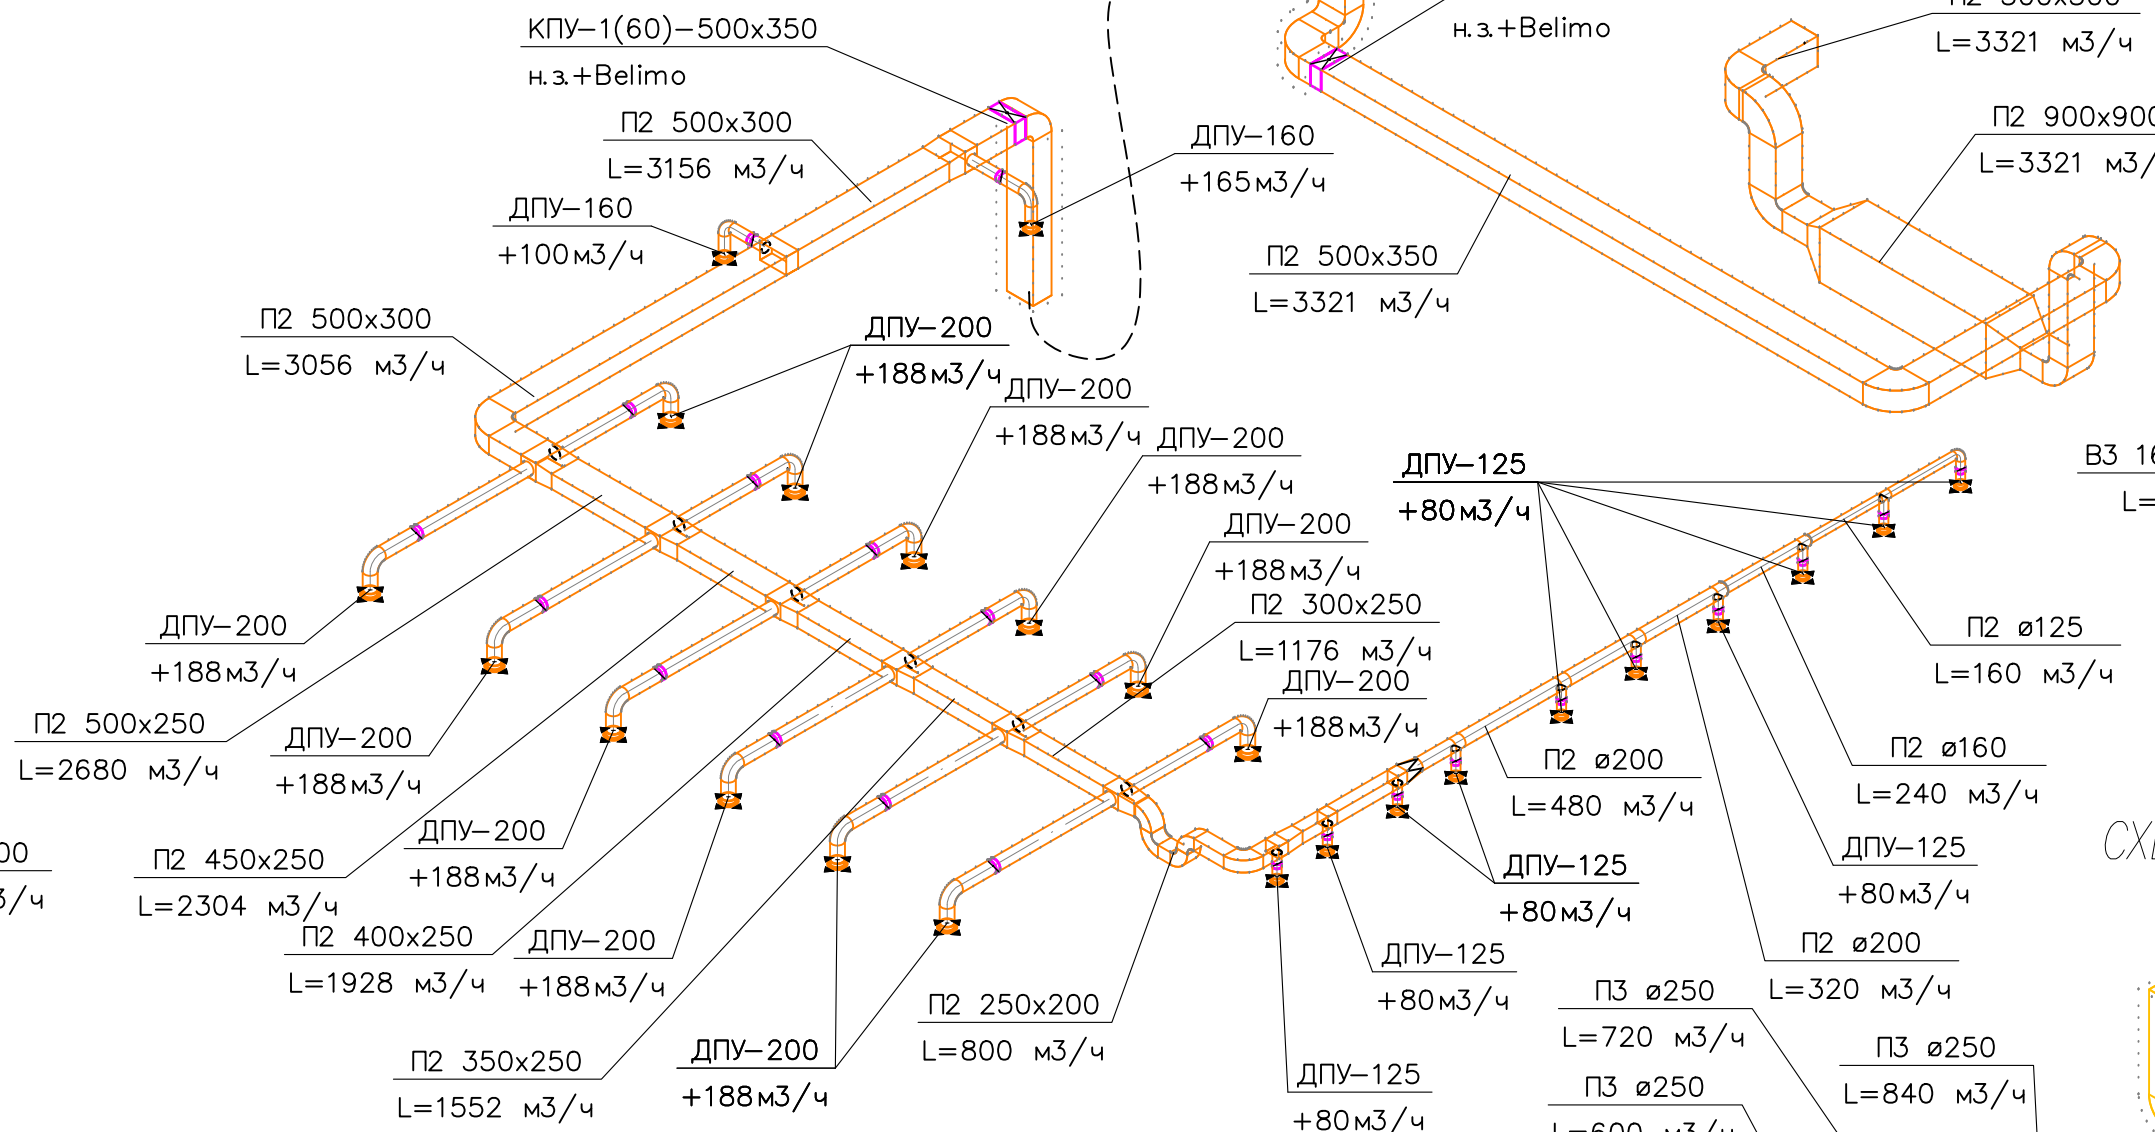 КПУ-1(60)-500х350
н.з.+Belimo
П2 500х300
L=3156 м3/ч
ДПУ-160
+100м3/ч
П2 500х300
L=3056 м3/ч
ДПУ-160
+165м3/ч
н.з.+Belimo
L=3321 м3/ч
П2 900х900
L=3321 м3/
П2 500х350
L=3321 м3/ч
ДПУ-200
+188м3/ч
ДПУ-200
+188м3/ч
ДПУ-200
+188м3/ч
ДПУ-200
+188м3/ч
П2 300х250
L=1176 м3/ч
ДПУ-200
+188м3/ч
ДПУ-125
+80м3/ч
В3 16
L=
ДПУ-200
+188м3/ч
П2 500х250
L=2680 м3/ч
ДПУ-200
+188м3/ч
ДПУ-200
+188м3/ч
П2 450х250
L=2304 м3/ч
00
3/ч
П2 400х250
L=1928 м3/ч
ДПУ-200
+188м3/ч
П2 350х250
L=1552 м3/ч
ДПУ-200
+188м3/ч
П2 250х200
L=800 м3/ч
П2 ø125
L=160 м3/ч
П2 ø160
L=240 м3/ч
П2 ø200
L=480 м3/ч
ДПУ-125
+80м3/ч
ДПУ-125
+80м3/ч
П2 ø200
L=320 м3/ч
ДПУ-125
+80м3/ч
ДПУ-125
+80м3/ч
П3 ø250
L=720 м3/ч
П3 ø250
L=840 м3/ч
П3 ø250
L=600 м3/ч